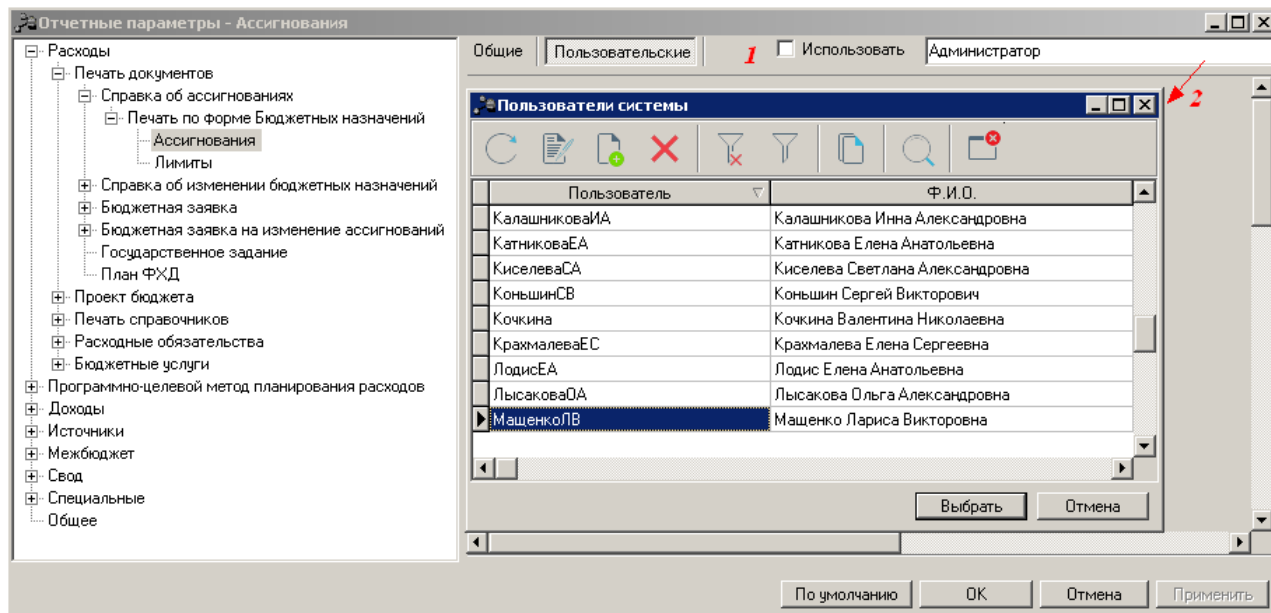 Отчетные параметры - Ассигнования
Расходы
Печать документов
Справка об ассигнованиях
Печать по форме Бюджетных назначений
Ассигнования
Лимиты
Справка об изменении бюджетных назначений
Бюджетная заявка
Бюджетная заявка на изменение ассигнований
Государственное задание
План ФХД
Проект бюджета
Печать справочников
Расходные обязательства
Бюджетные услуги
Программно-целевой метод планирования расходов
Доходы
Источники
Межбюджет
Свод
Специальные
Общее
Общие Пользовательские 1 Использовать Администратор
2
Пользователи системы
Пользователь Ф.И.О.
КалашниковаИА Калашникова Инна Александровна
КатниковаЕА Катникова Елена Анатольевна
КиселеваСА Киселева Светлана Александровна
КоньшинСВ Коньшин Сергей Викторович
Кочкина Кочкина Валентина Николаевна
КрахмалеваЕС Крахмалева Елена Сергеевна
ЛодисЕА Лодис Елена Анатольевна
ЛысаковаОА Лысакова Ольга Александровна
МащенкоЛВ Мащенко Лариса Викторовна
Выбрать Отмена
По умолчанию OK Отмена Применить